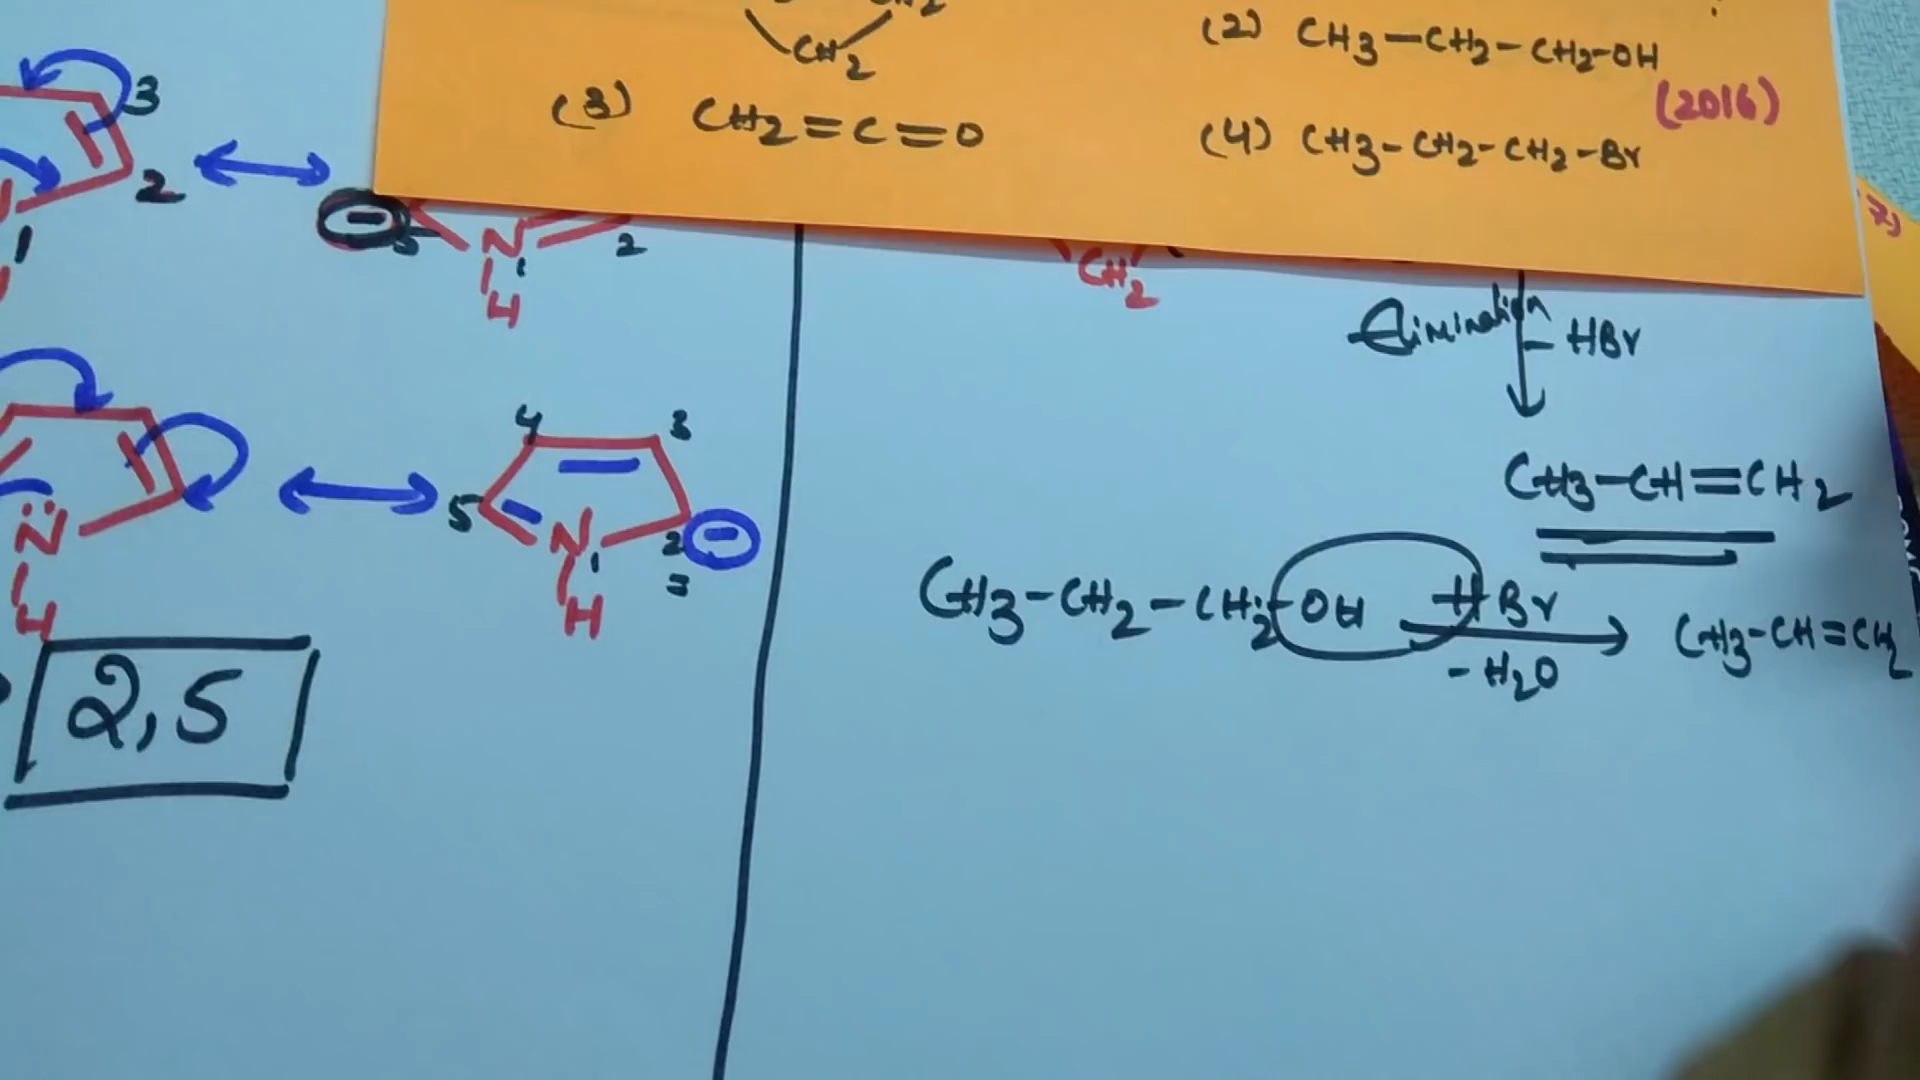 CH2
(2) CH3-CH2-CH2-OH
(3) CH2=C=O
(2016)
(4) CH3-CH2-CH2-Br
3
2
1
5 N 1 2
H
CH2
Elimination
- HBr
4 3
5 N 1 2
H
N
H
CH3-CH=CH2
CH3-CH2-CH2-OH HBr CH3-CH=CH2
- H2O
2,5